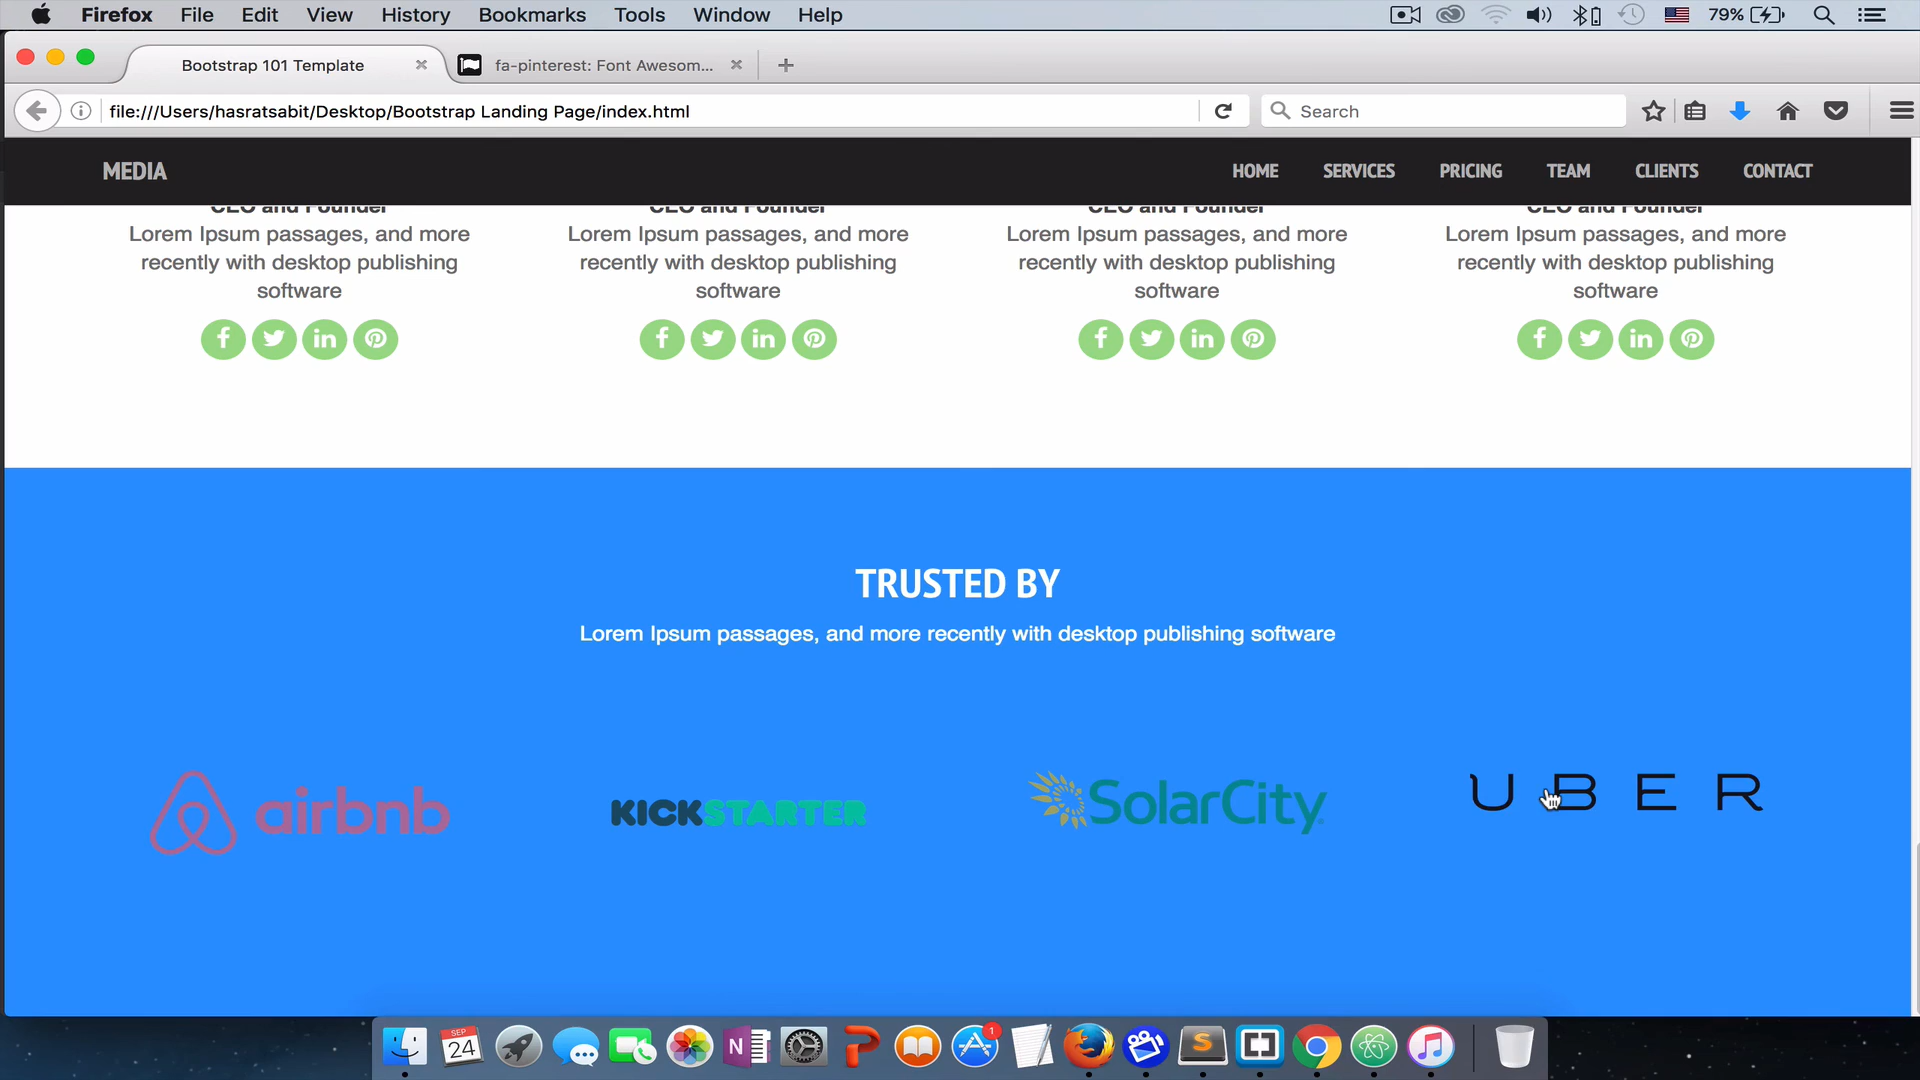 Firefox File Edit View History Bookmarks Tools Window Help 79%
Bootstrap 101 Template fa-pinterest: Font Awesom...
file:///Users/hasratsabit/Desktop/Bootstrap Landing Page/index.html Search
MEDIA HOME SERVICES PRICING TEAM CLIENTS CONTACT
CEO and Founder CEO and Founder CEO and Founder CEO and Founder
Lorem Ipsum passages, and more Lorem Ipsum passages, and more Lorem Ipsum passages, and more Lorem Ipsum passages, and more
recently with desktop publishing recently with desktop publishing recently with desktop publishing recently with desktop publishing
software software software software
TRUSTED BY
Lorem Ipsum passages, and more recently with desktop publishing software
airbnb KICKSTARTER SolarCity UBER
SEP
24
1